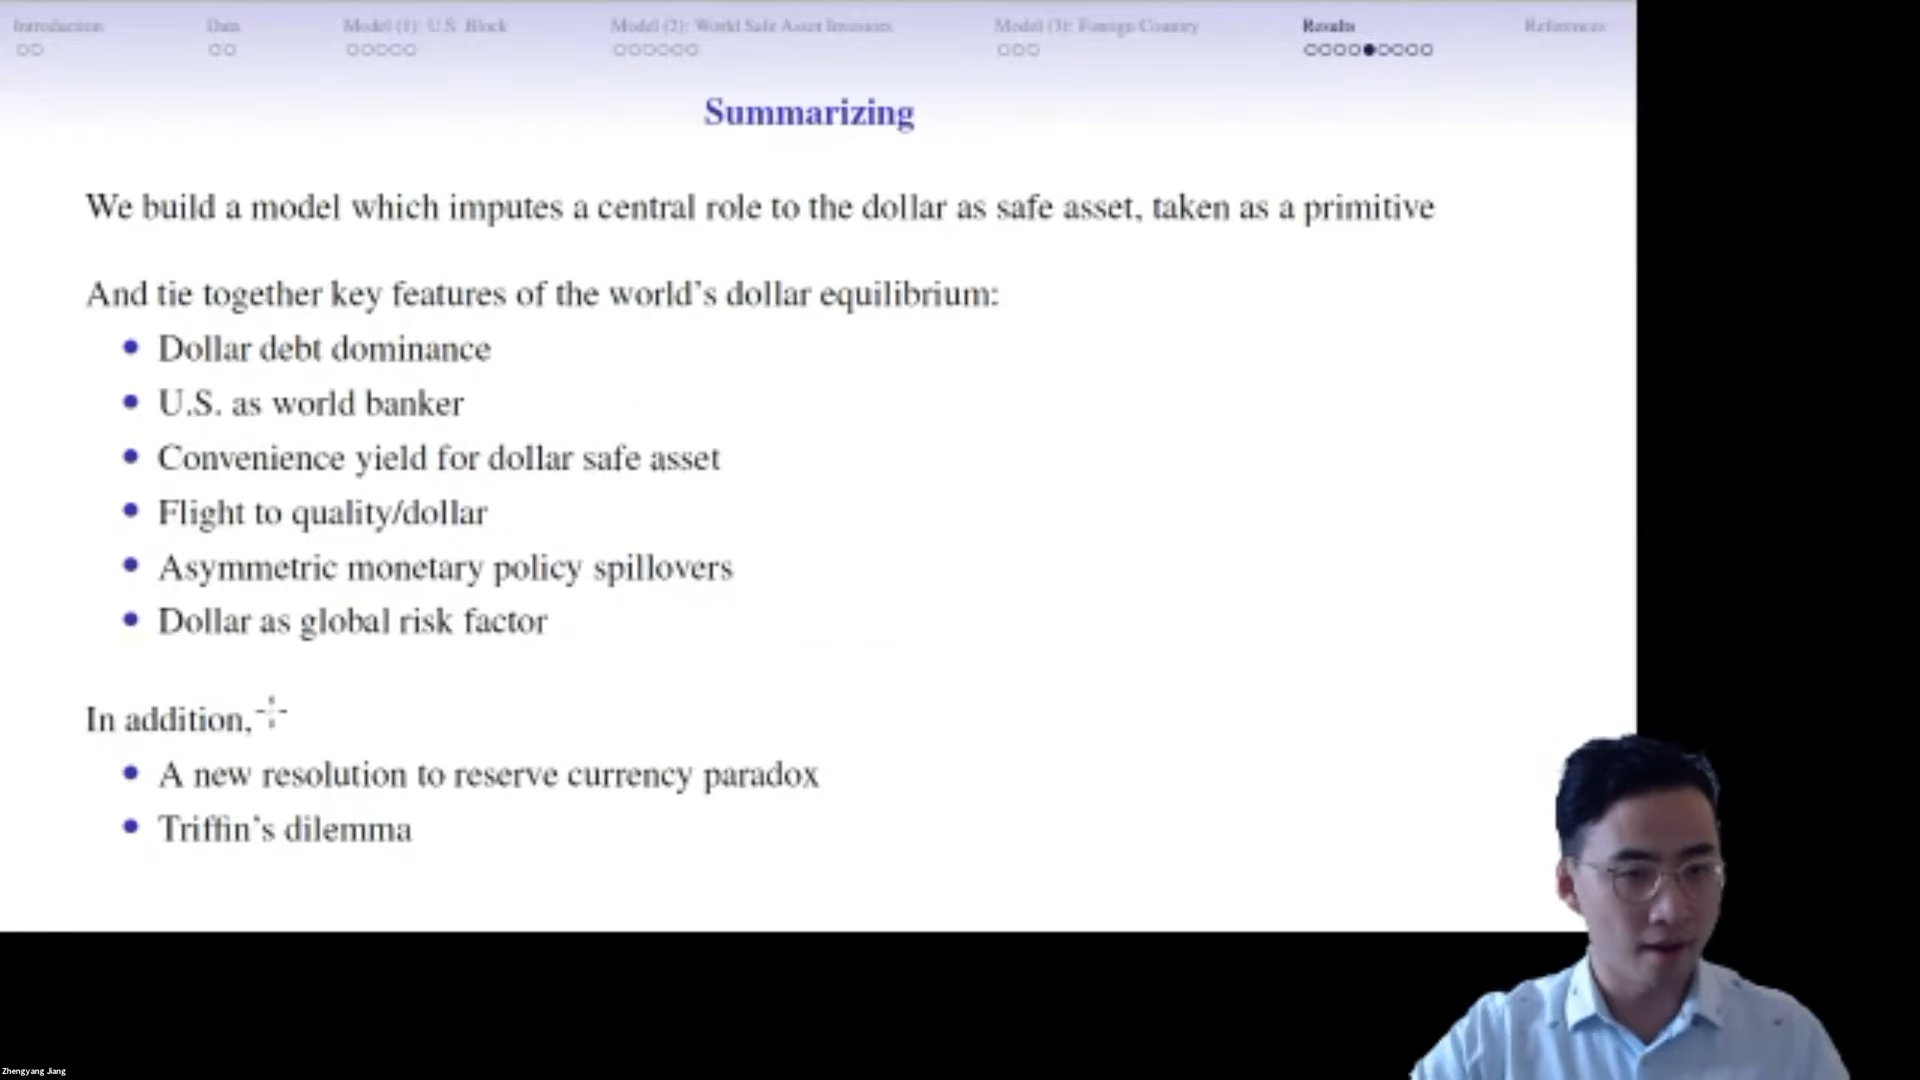 Introduction
Data
Model (1): U.S. Block
Model (2): World Safe Asset Investors
Model (3): Foreign Country
Results
References
Summarizing
We build a model which imputes a central role to the dollar as safe asset, taken as a primitive
And tie together key features of the world's dollar equilibrium:
Dollar debt dominance
U.S. as world banker
Convenience yield for dollar safe asset
Flight to quality/dollar
Asymmetric monetary policy spillovers
Dollar as global risk factor
In addition,
A new resolution to reserve currency paradox
Triffin's dilemma
Zhengyang Jiang